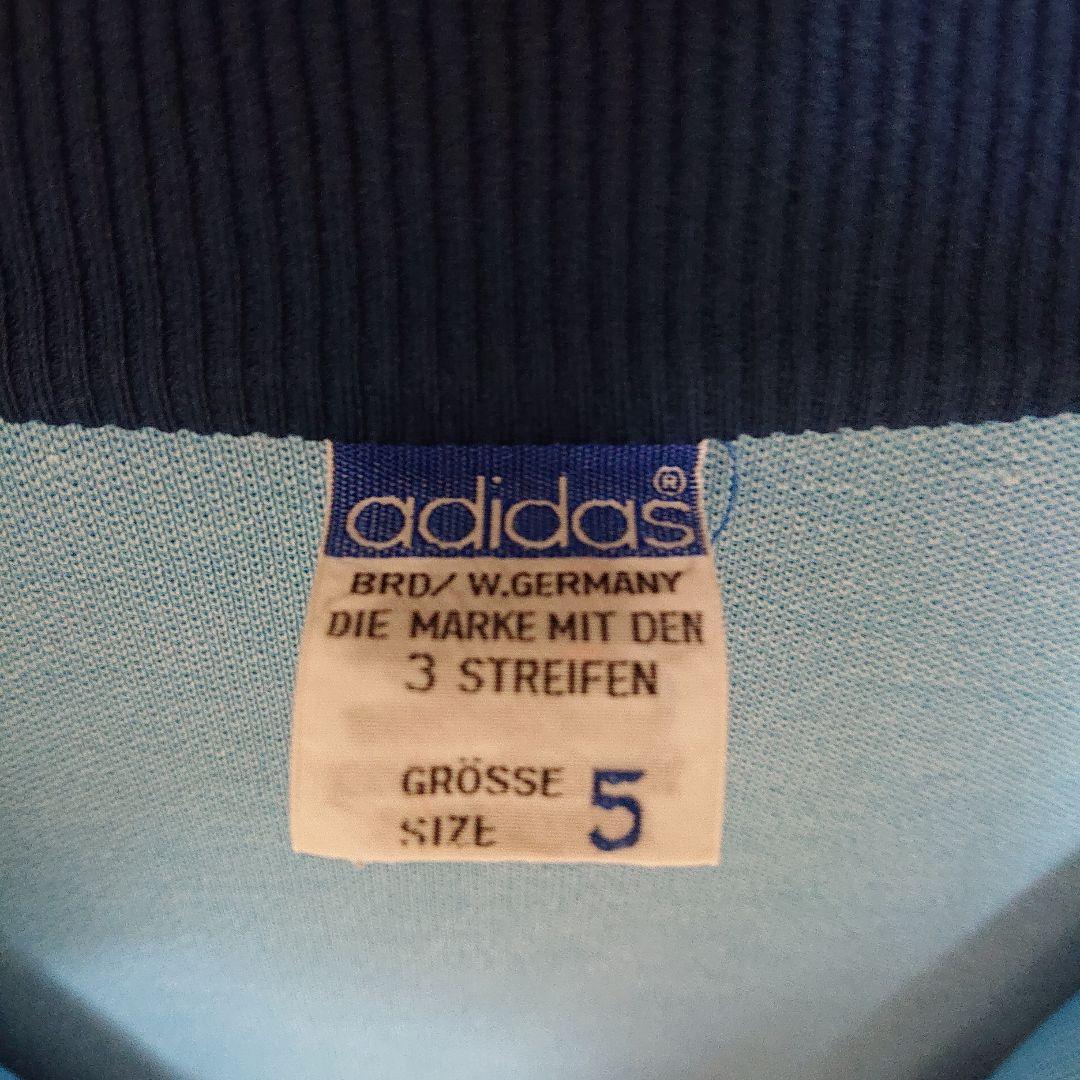 adidas®
BRD/ W.GERMANY
DIE MARKE MIT DEN
3 STREIFEN
GRÖSSE
SIZE 5